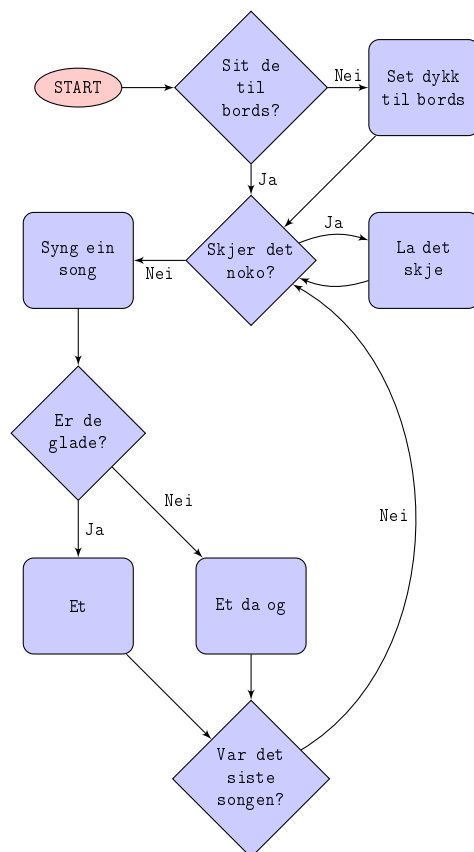 START
Sit de
til
bords?
Nei
Set dykk
til bords
Ja
Syng ein
song
Nei
Skjer det
noko?
Ja
La det
skje
Er de
glade?
Nei
Ja
Nei
Et
Et da og
Var det
siste
songen?